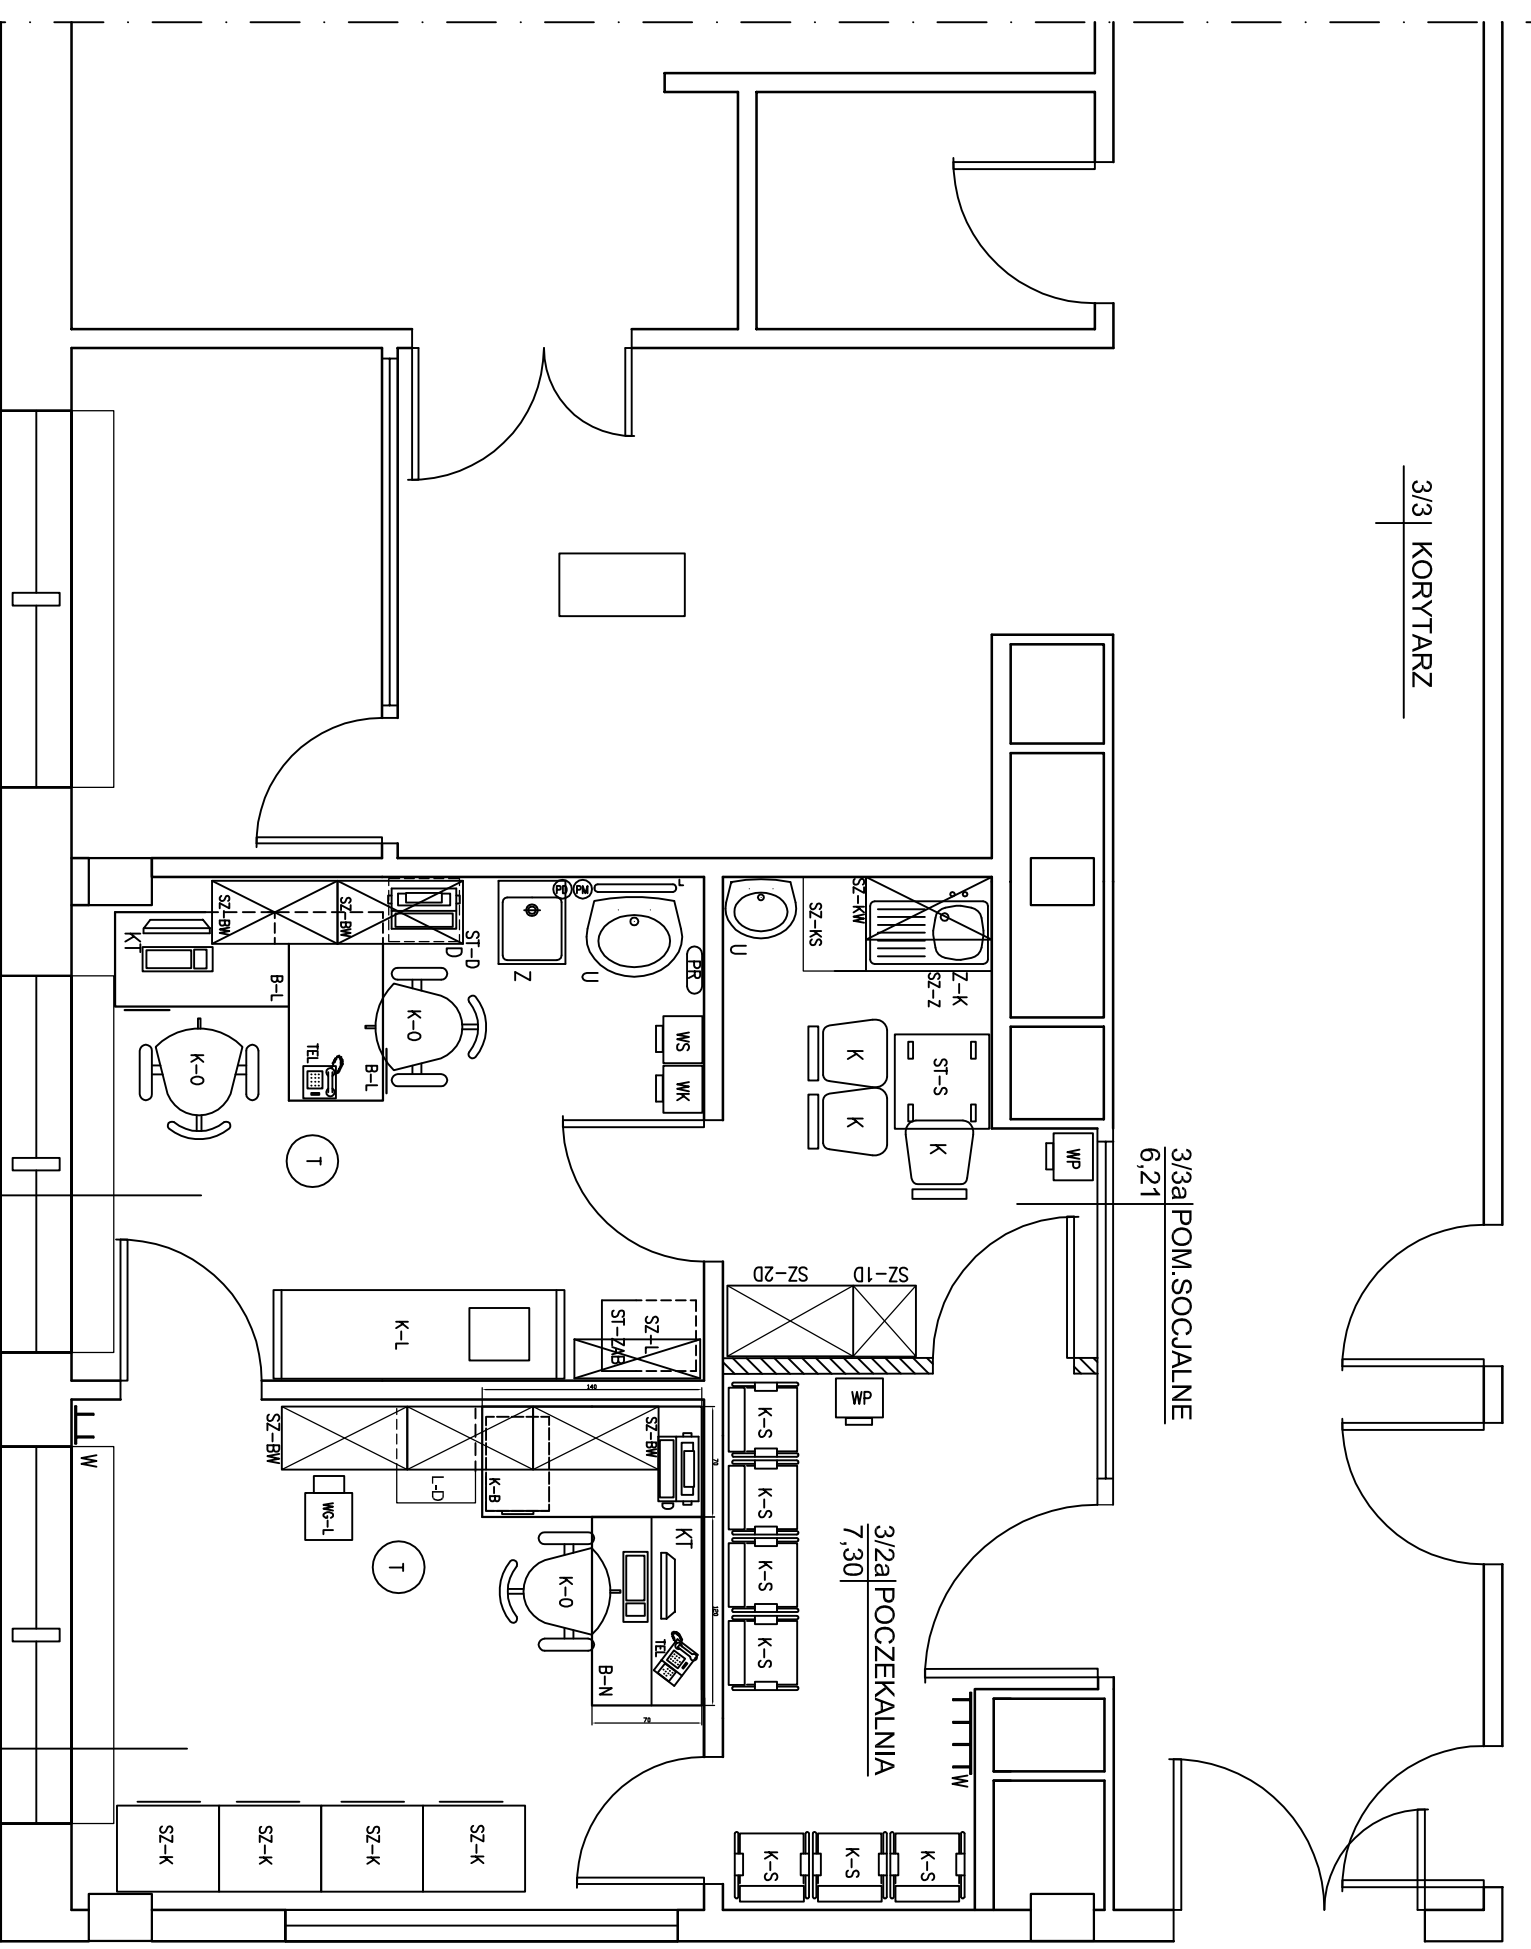 3/3 KORYTARZ
3/3a POM.SOCJALNE
6,21
3/2a POCZEKALNIA
7,30
SZ-BW
SZ-BW
ST-D
D
KT
B-L
K-O
K-O
TEL
B-L
Z
PD
PM
L
U
PR
WS
WK
U
SZ-KS
SZ-KW
Z-K
SZ-Z
K
K
K
ST-S
WP
T
K-L
ST-ZAB
SZ-L
SZ-2D
SZ-1D
WP
W
SZ-BW
L-D
K-B
SZ-BW
D
140
70
120
70
WG-L
T
K-O
KT
TEL
B-N
K-S
K-S
K-S
K-S
W
K-S
K-S
K-S
SZ-K
SZ-K
SZ-K
SZ-K